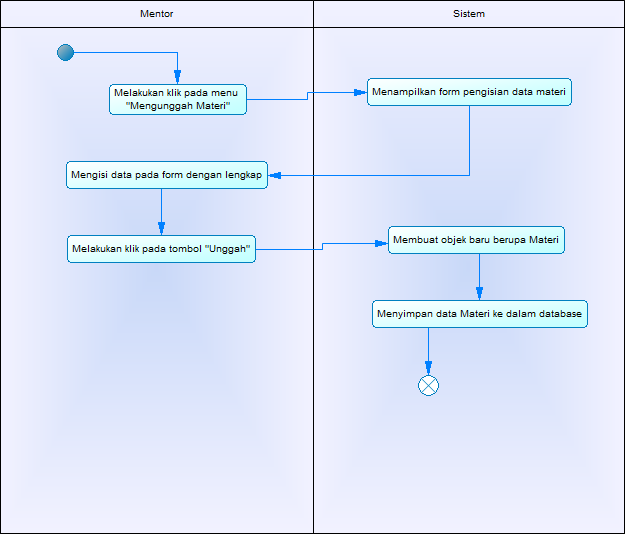 Mentor
Sistem
Melakukan klik pada menu
"Mengunggah Materi"
Menampilkan form pengisian data materi
Mengisi data pada form dengan lengkap
Melakukan klik pada tombol "Unggah"
Membuat objek baru berupa Materi
Menyimpan data Materi ke dalam database